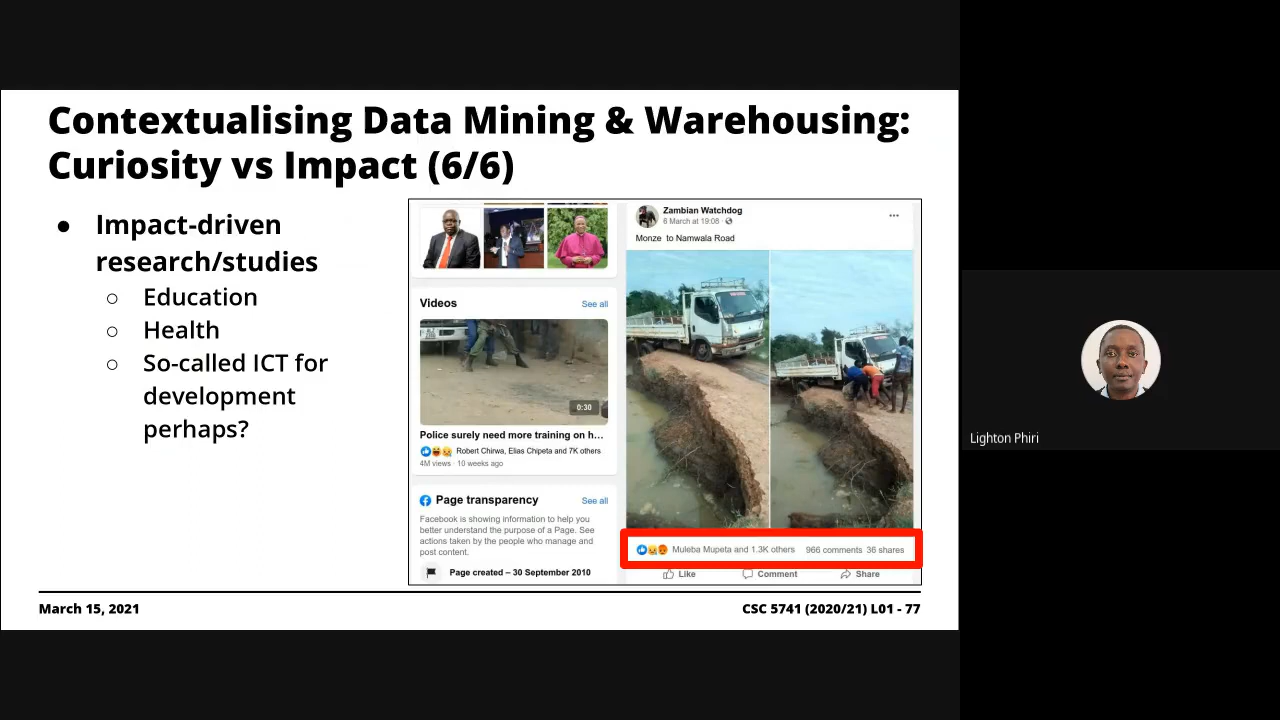 Contextualising Data Mining & Warehousing:
Curiosity vs Impact (6/6)
● Impact-driven
research/studies
○ Education
○ Health
○ So-called ICT for
development
perhaps?
Videos
See all
0:30
Police surely need more training on h...
Robert Chirwa, Elias Chipeta and 7K others
4M views · 10 weeks ago
Page transparency
See all
Facebook is showing information to help you
better understand the purpose of a Page. See
actions taken by the people who manage and
post content.
Page created – 30 September 2010
Zambian Watchdog
6 March at 19:08 ·
Monze to Namwala Road
Muleba Mupeta and 1.3K others
966 comments 36 shares
Like
Comment
Share
March 15, 2021
CSC 5741 (2020/21) L01 - 77
Lighton Phiri